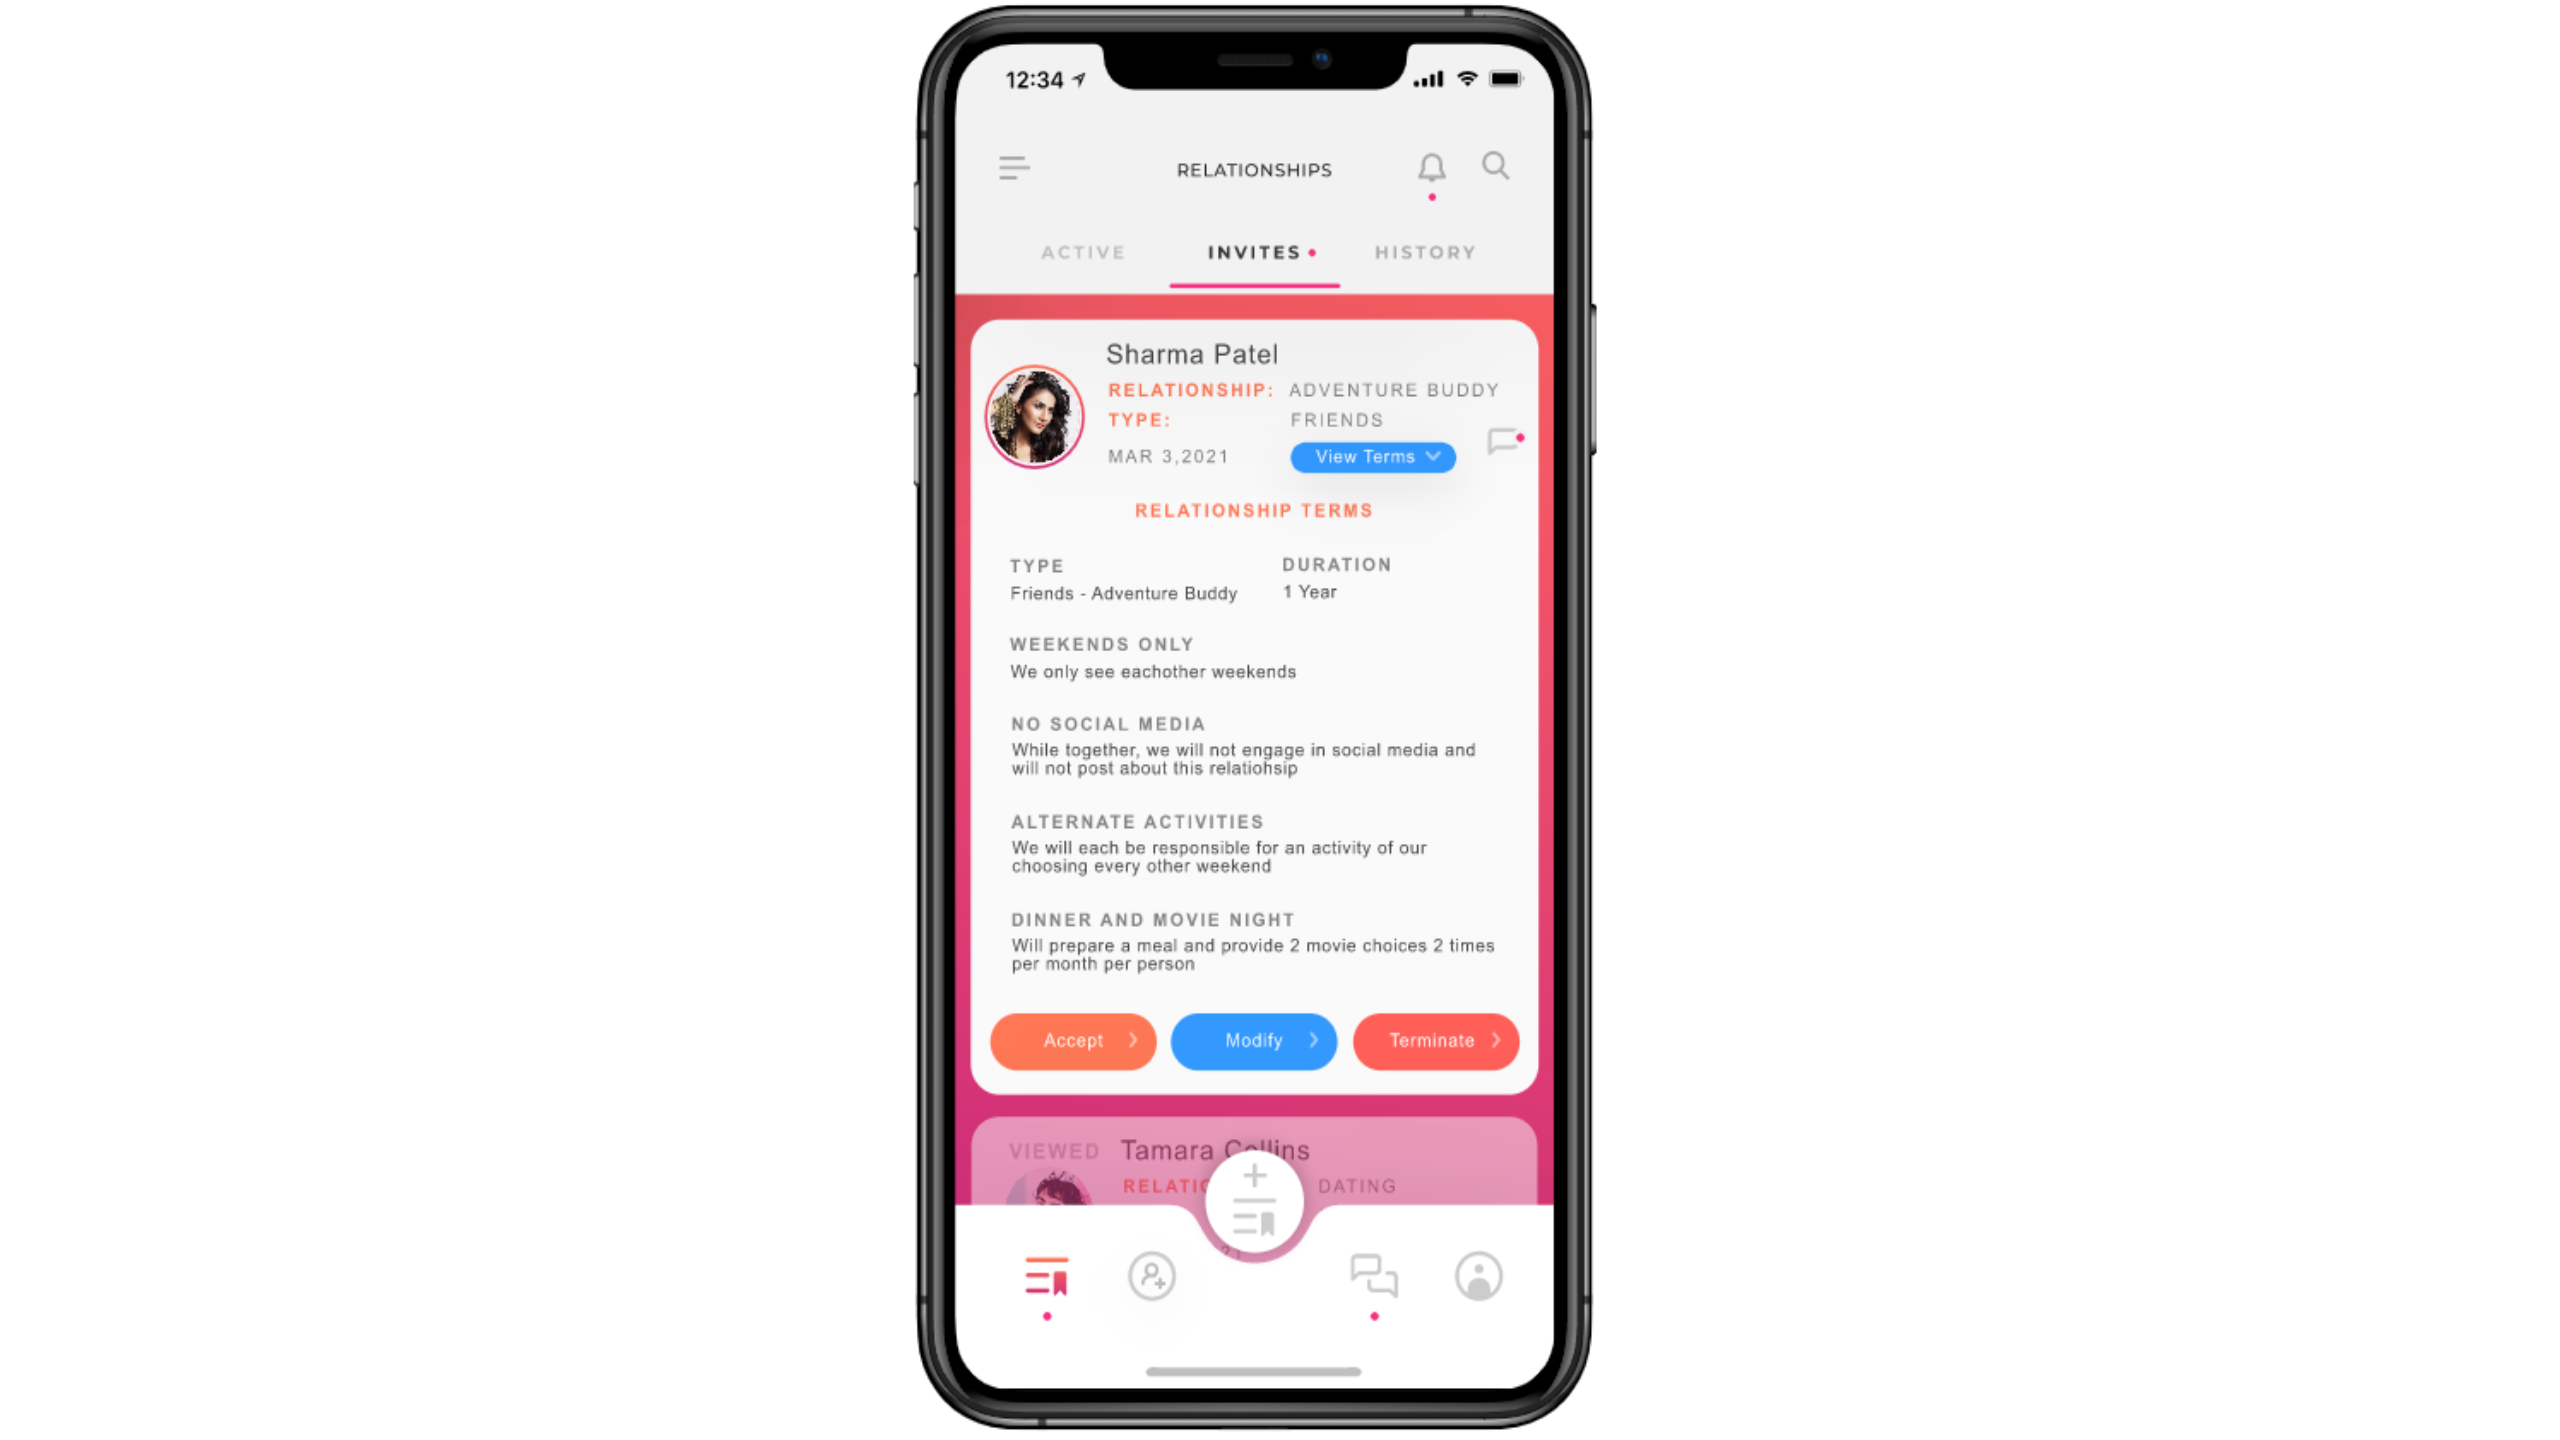 12:34
RELATIONSHIPS
ACTIVE INVITES HISTORY
Sharma Patel
RELATIONSHIP: ADVENTURE BUDDY
TYPE: FRIENDS
MAR 3,2021 View Terms
RELATIONSHIP TERMS
TYPE DURATION
Friends - Adventure Buddy 1 Year
WEEKENDS ONLY
We only see eachother weekends
NO SOCIAL MEDIA
While together, we will not engage in social media and
will not post about this relatiohsip
ALTERNATE ACTIVITIES
We will each be responsible for an activity of our
choosing every other weekend
DINNER AND MOVIE NIGHT
Will prepare a meal and provide 2 movie choices 2 times
per month per person
Accept Modify Terminate
VIEWED Tamara Collins
DATING